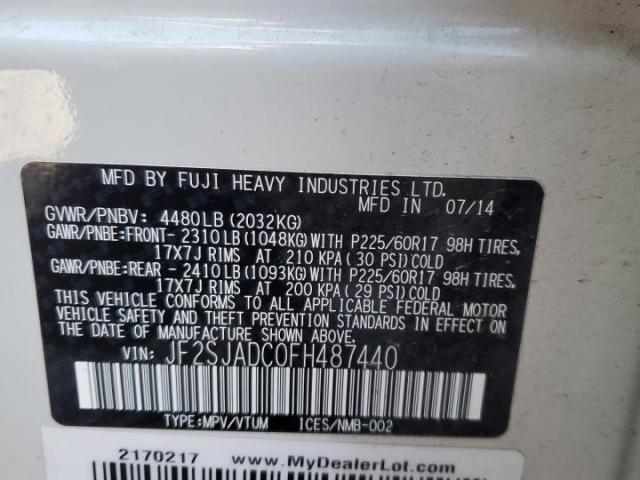 MFD BY FUJI HEAVY INDUSTRIES LTD.
MFD IN 07/14
GVWR/PNBV: 4480LB (2032KG)
GAWR/PNBE:FRONT- 2310LB (1048KG) WITH P225/60R17 98H TIRES,
17X7J RIMS AT 210 KPA (30 PSI) COLD
GAWR/PNBE:REAR - 2410LB (1093KG) WITH P225/60R17 98H TIRES,
17X7J RIMS AT 200 KPA (29 PSI) COLD
THIS VEHICLE CONFORMS TO ALL APPLICABLE FEDERAL MOTOR
VEHICLE SAFETY AND THEFT PREVENTION STANDARDS IN EFFECT
ON THE DATE OF MANUFACTURE SHOWN ABOVE.
VIN: JF2SJADC0FH487440
TYPE:MPV/VTUM ICES/NMB-002
2170217 www.MyDealerLot.com